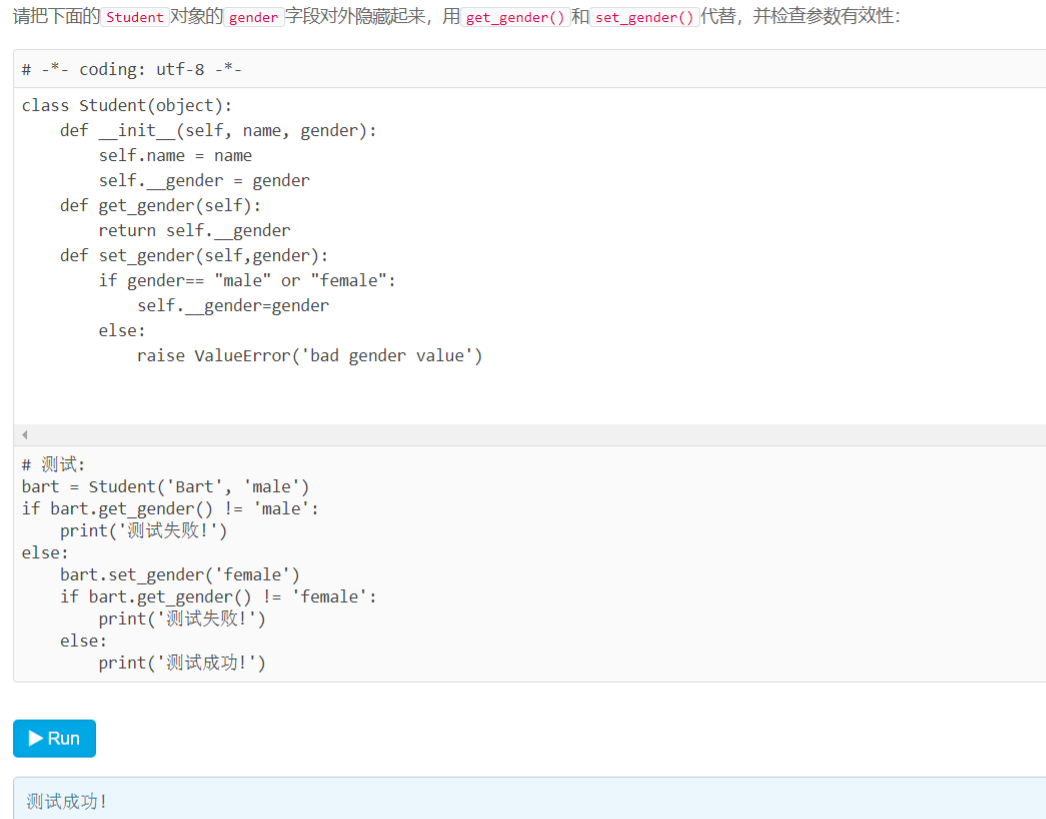 请把下面的Student对象的gender字段对外隐藏起来，用get_gender()和set_gender()代替，并检查参数有效性：
# -*- coding: utf-8 -*-
class Student(object):
    def __init__(self, name, gender):
        self.name = name
        self.__gender = gender
    def get_gender(self):
        return self.__gender
    def set_gender(self,gender):
        if gender== "male" or "female":
            self.__gender=gender
        else:
            raise ValueError('bad gender value')
# 测试:
bart = Student('Bart', 'male')
if bart.get_gender() != 'male':
    print('测试失败!')
else:
    bart.set_gender('female')
    if bart.get_gender() != 'female':
        print('测试失败!')
    else:
        print('测试成功!')
Run
测试成功!